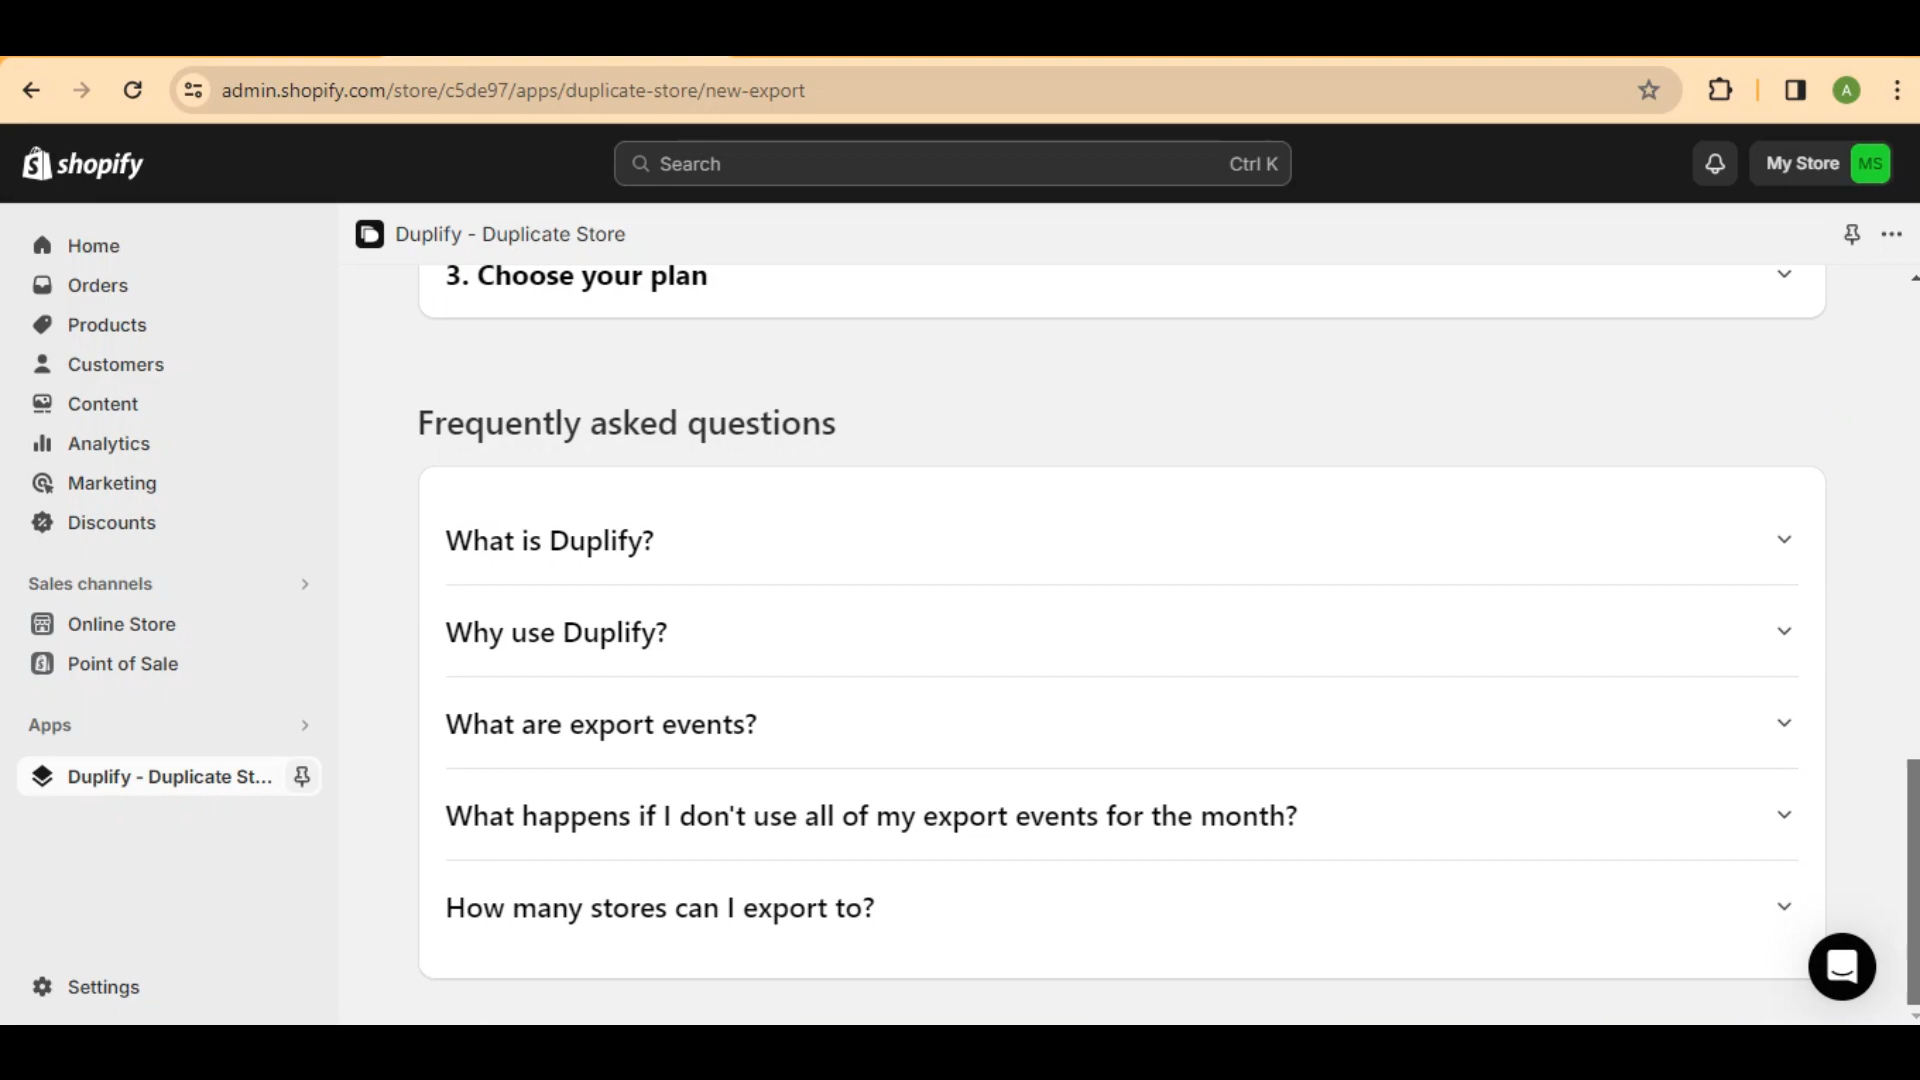 admin.shopify.com/store/c5de97/apps/duplicate-store/new-export
A
shopify
Search
Ctrl K
My Store
MS
Home
Orders
Products
Customers
Content
Analytics
Marketing
Discounts
Sales channels
Online Store
Point of Sale
Apps
Duplify - Duplicate St...
Settings
Duplify - Duplicate Store
3. Choose your plan
Frequently asked questions
What is Duplify?
Why use Duplify?
What are export events?
What happens if I don't use all of my export events for the month?
How many stores can I export to?